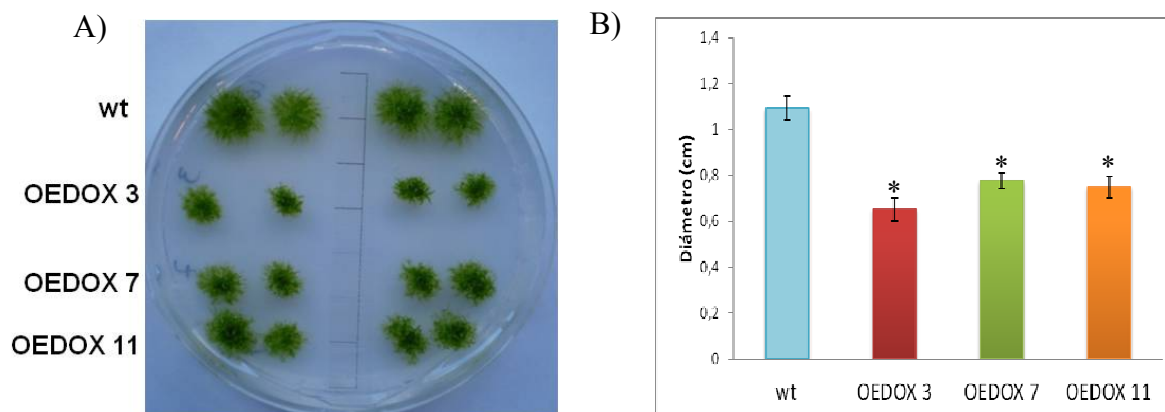 A)
wt
OEDOX 3
OEDOX 7
OEDOX 11
B)
Diámetro (cm)
1,4
1,2
1
0,8
0,6
0,4
0,2
0
*
*
*
wt
OEDOX 3
OEDOX 7
OEDOX 11